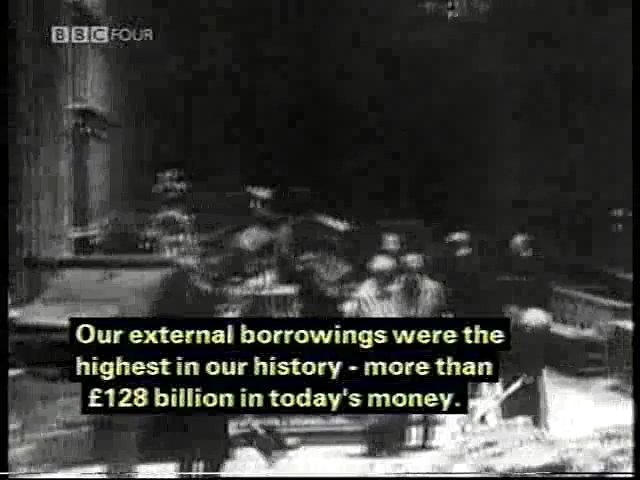 BBC FOUR
Our external borrowings were the
highest in our history - more than
£128 billion in today's money.